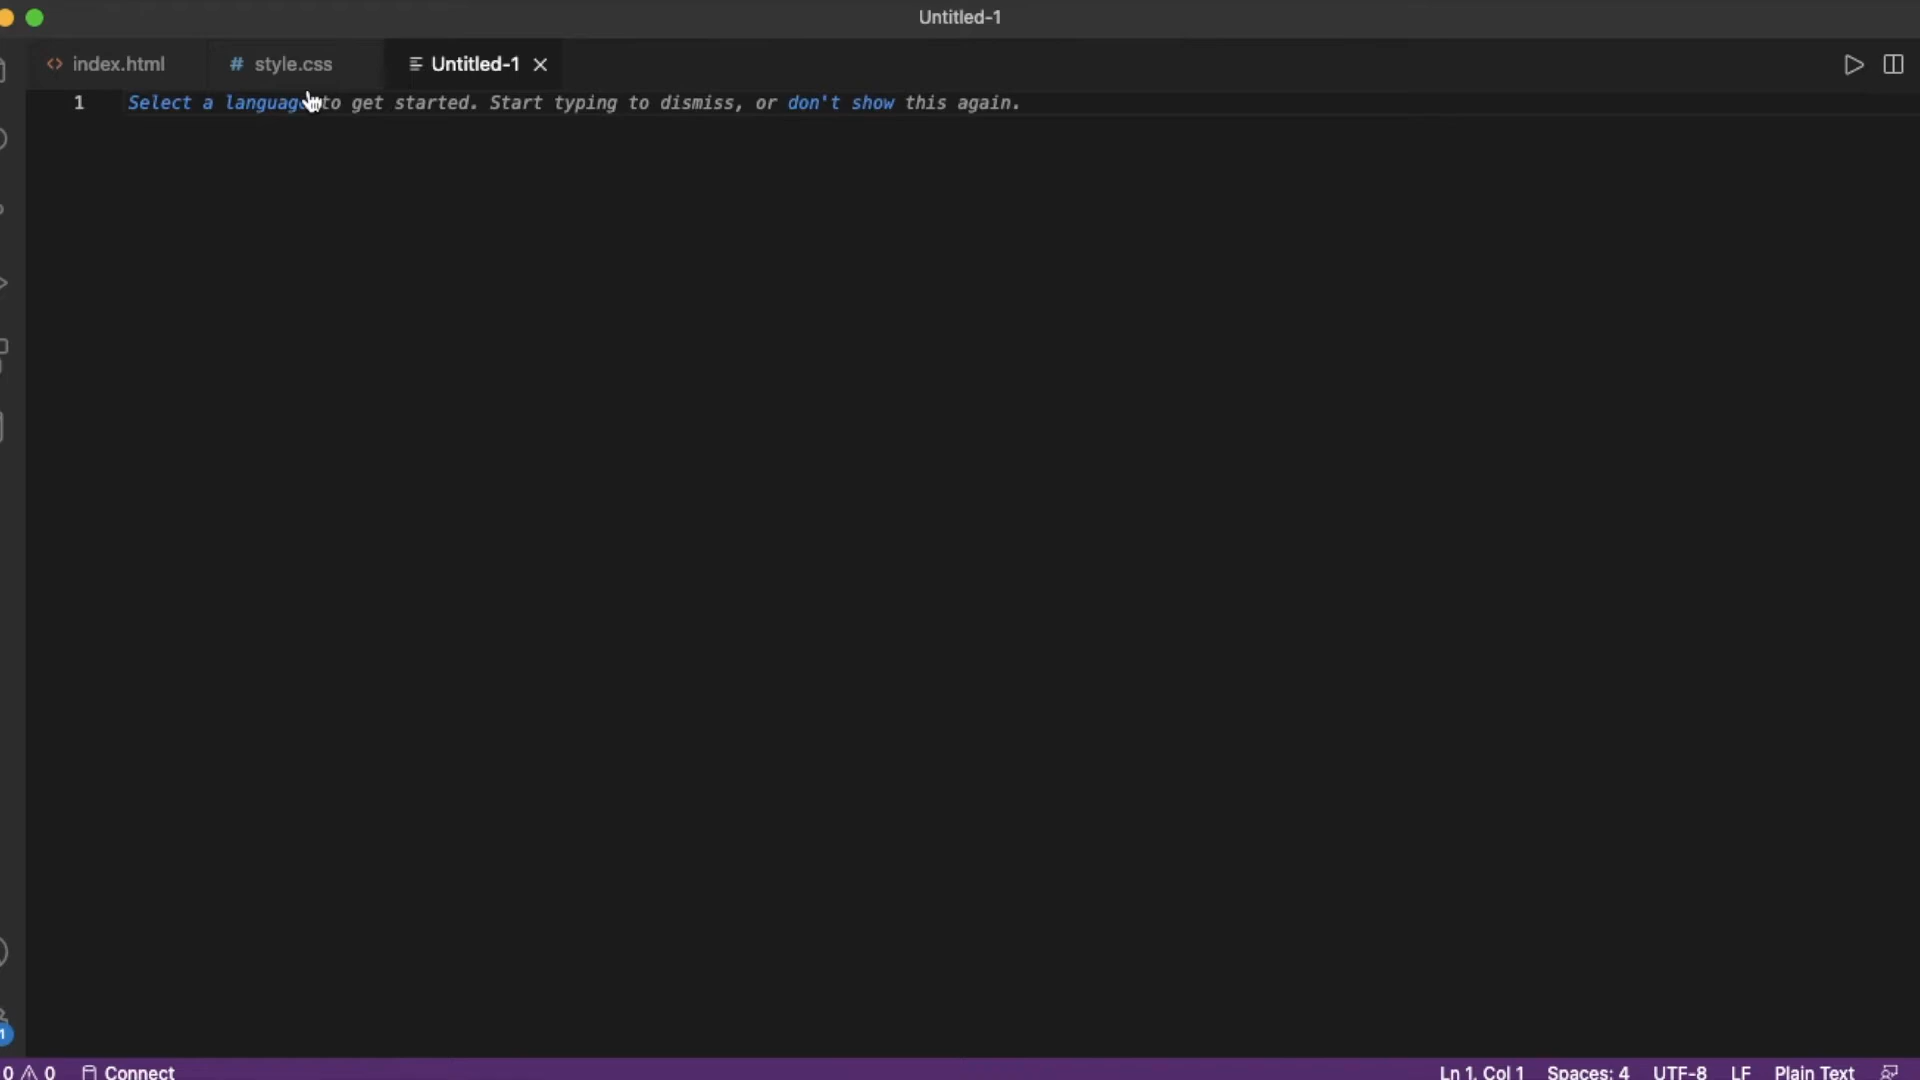 Untitled-1
<> index.html # style.css Untitled-1
1 Select a language to get started. Start typing to dismiss, or don't show this again.
1
0 0 Connect Ln 1, Col 1 Spaces: 4 UTF-8 LF Plain Text